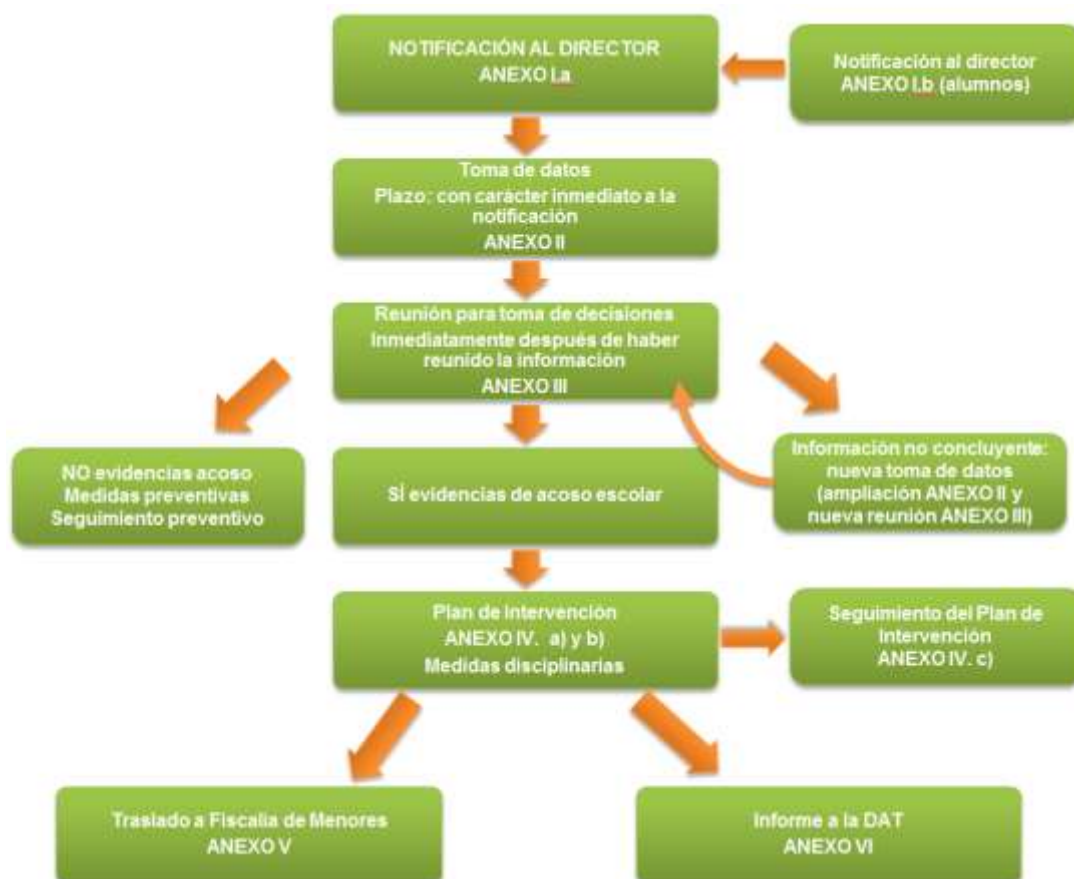 NOTIFICACIÓN AL DIRECTOR
ANEXO I.a
Notificación al director
ANEXO I.b (alumnos)
Toma de datos
Plazo: con carácter inmediato a la
notificación
ANEXO II
Reunión para toma de decisiones
Inmediatamente después de haber
reunido la información
ANEXO III
NO evidencias acoso
Medidas preventivas
Seguimiento preventivo
SÍ evidencias de acoso escolar
Información no concluyente:
nueva toma de datos
(ampliación ANEXO II y
nueva reunión ANEXO III)
Plan de Intervención
ANEXO IV. a) y b)
Medidas disciplinarias
Seguimiento del Plan de
Intervención
ANEXO IV. c)
Traslado a Fiscalia de Menores
ANEXO V
Informe a la DAT
ANEXO VI